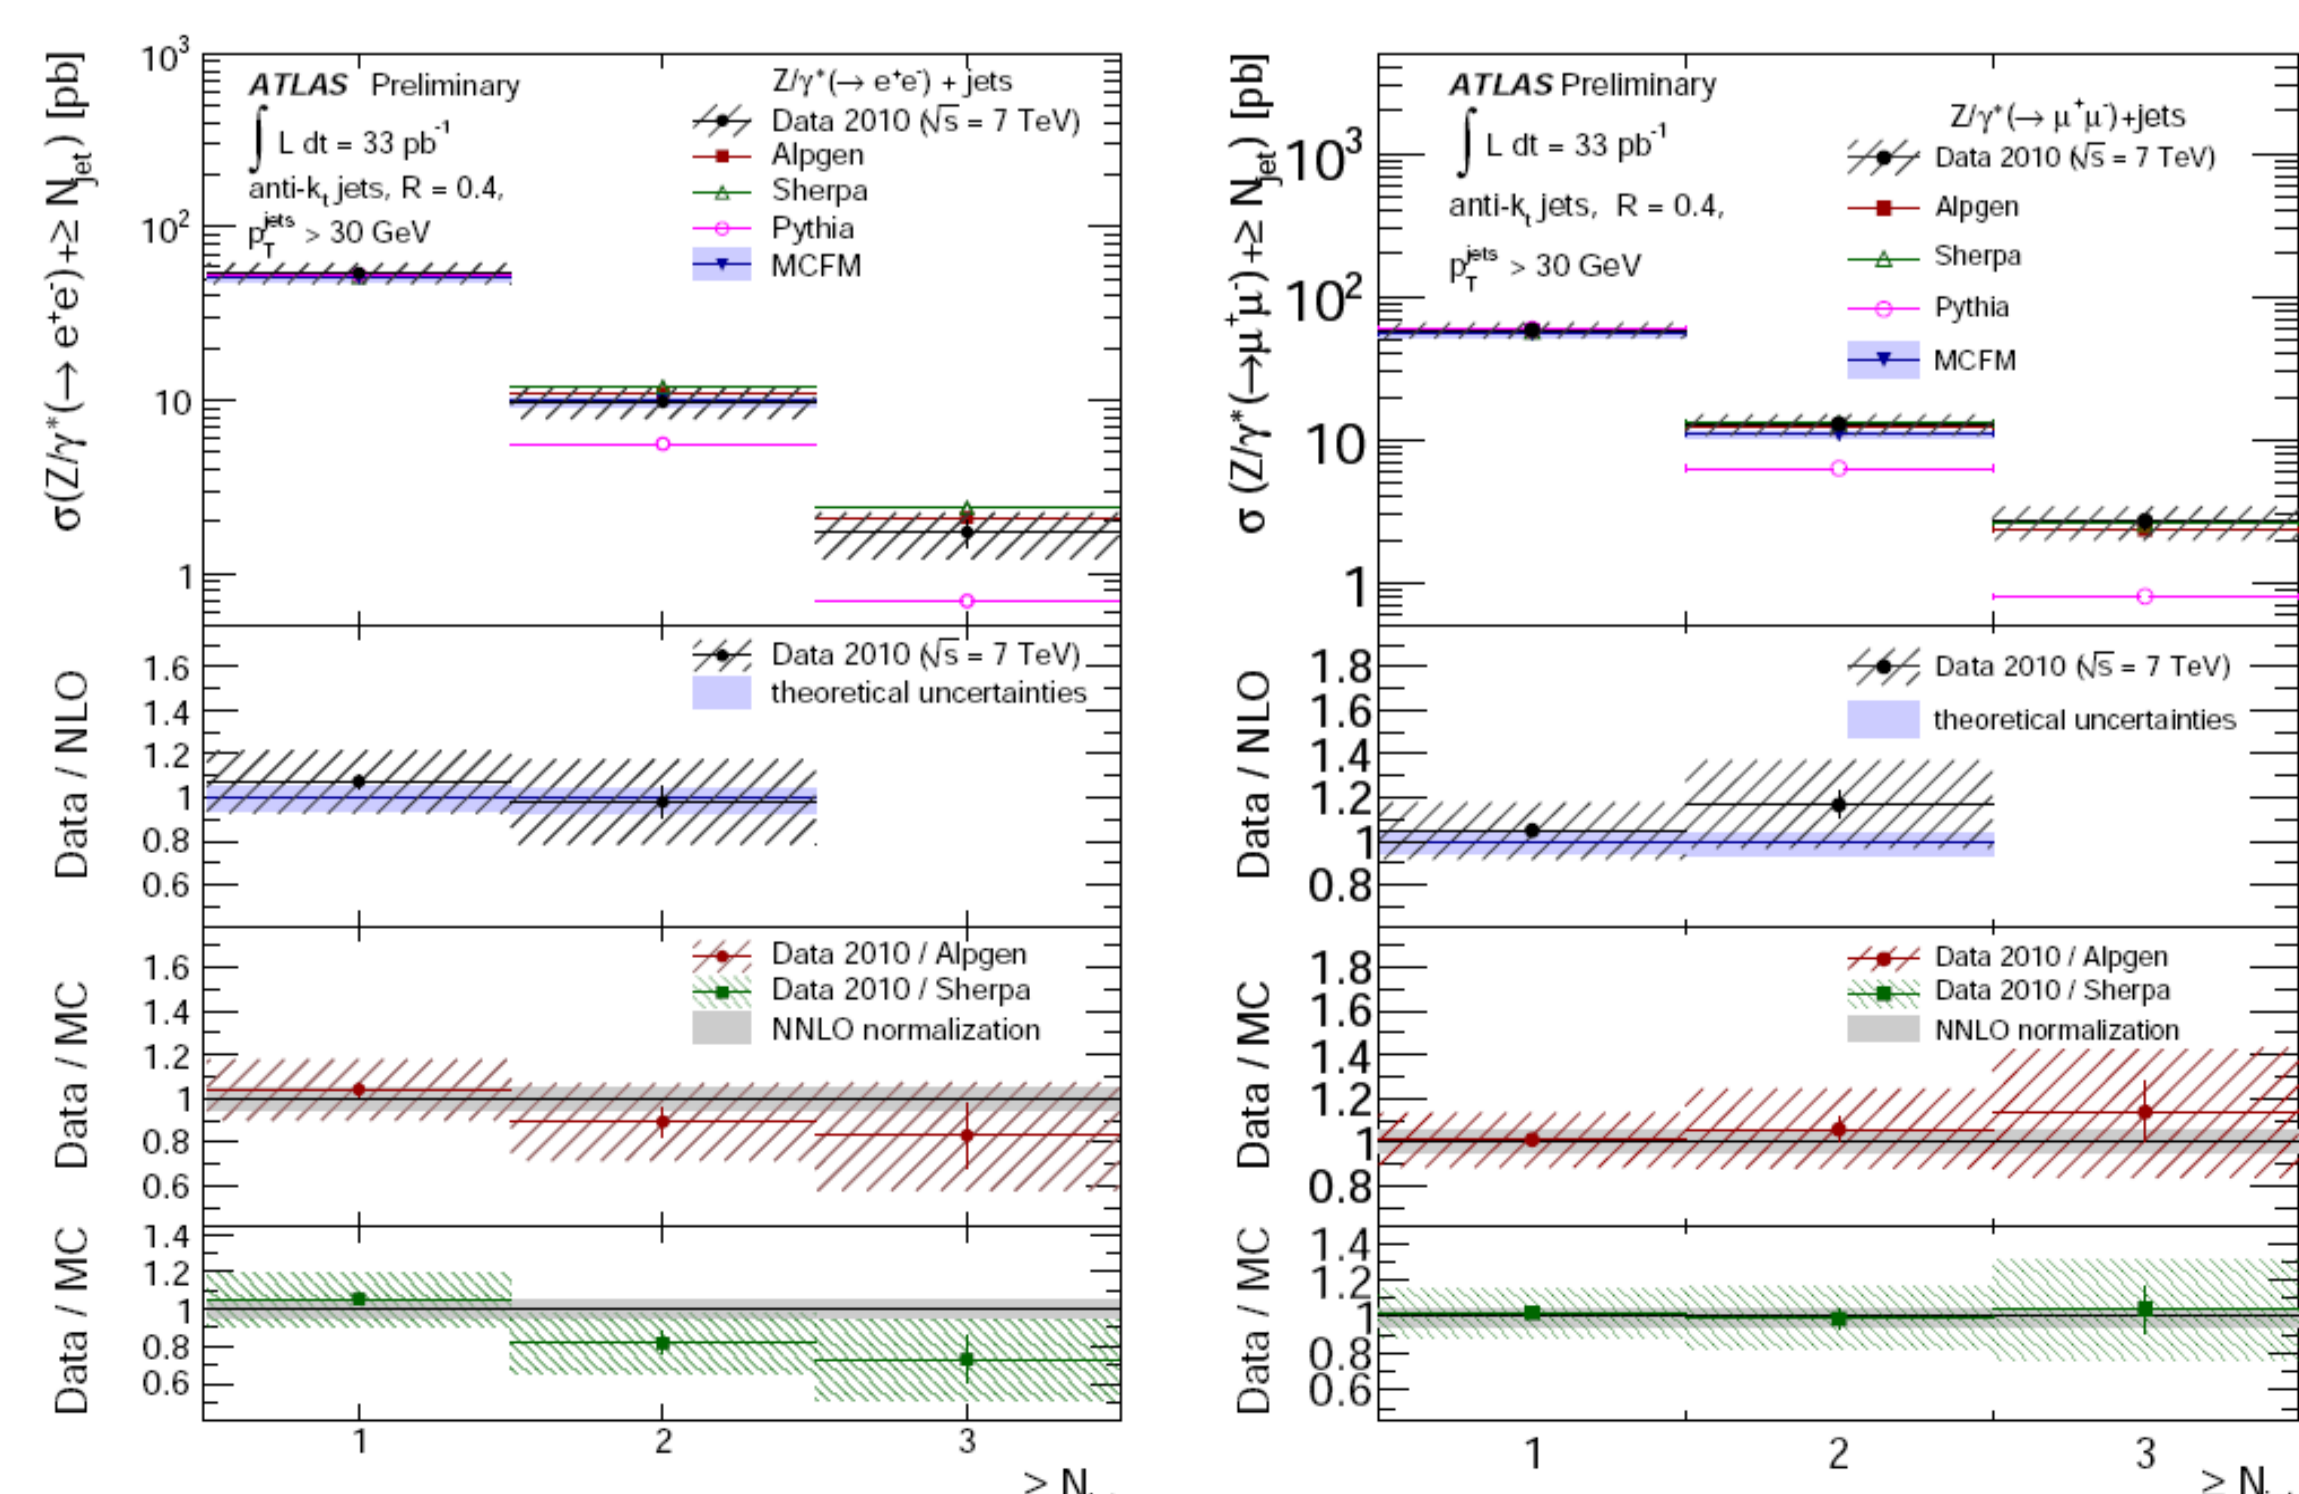 σ(Z/γ*(→ e⁺e⁻)+≥ N_jet) [pb]
10³
10²
10
1
ATLAS Preliminary
∫ L dt = 33 pb⁻¹
anti-k_t jets, R = 0.4,
p_T^jets > 30 GeV
Z/γ*(→ e⁺e⁻) + jets
Data 2010 (√s = 7 TeV)
Alpgen
Sherpa
Pythia
MCFM
Data / NLO
1.6
1.4
1.2
1
0.8
0.6
Data 2010 (√s = 7 TeV)
theoretical uncertainties
Data / MC
1.6
1.4
1.2
1
0.8
0.6
Data 2010 / Alpgen
Data 2010 / Sherpa
NNLO normalization
Data / MC
1.4
1.2
1
0.8
0.6
1 2 3
σ (Z/γ*(→μ⁺μ⁻)+≥ N_jet) [pb]
10³
10²
10
1
ATLAS Preliminary
∫ L dt = 33 pb⁻¹
anti-k_t jets, R = 0.4,
p_T^jets > 30 GeV
Z/γ*(→ μ⁺μ⁻)+jets
Data 2010 (√s = 7 TeV)
Alpgen
Sherpa
Pythia
MCFM
Data / NLO
1.8
1.6
1.4
1.2
1
0.8
Data 2010 (√s = 7 TeV)
theoretical uncertainties
Data / MC
1.8
1.6
1.4
1.2
1
0.8
Data 2010 / Alpgen
Data 2010 / Sherpa
NNLO normalization
Data / MC
1.4
1.2
1
0.8
0.6
1 2 3